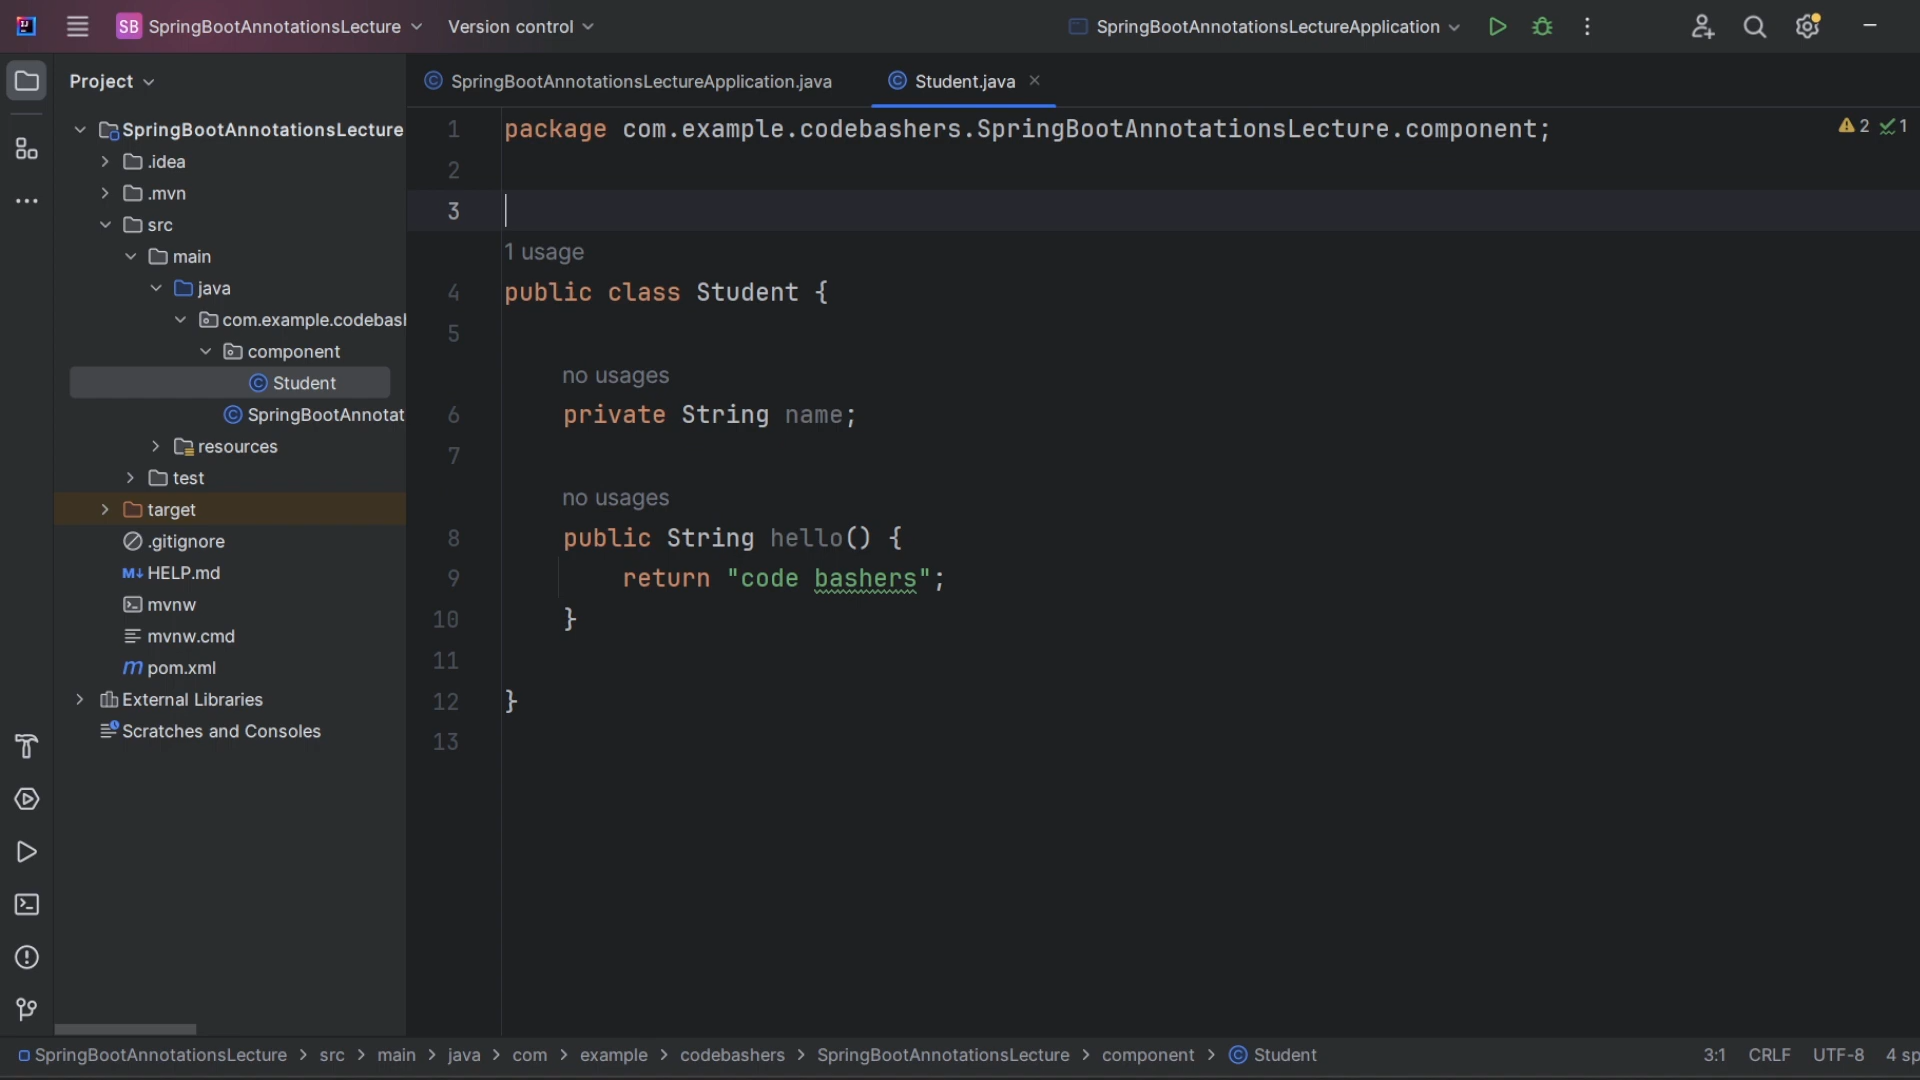 SB SpringBootAnnotationsLecture Version control SpringBootAnnotationsLectureApplication
Project
SpringBootAnnotationsLecture
.idea
.mvn
src
main
java
com.example.codebas
component
Student
SpringBootAnnotat
resources
test
target
.gitignore
M↓ HELP.md
mvnw
mvnw.cmd
m pom.xml
External Libraries
Scratches and Consoles
SpringBootAnnotationsLectureApplication.java Student.java
1 package com.example.codebashers.SpringBootAnnotationsLecture.component;
2
3
1 usage
4 public class Student {
5
no usages
6 private String name;
7
no usages
8 public String hello() {
9 return "code bashers";
10 }
11
12 }
13
2 1
SpringBootAnnotationsLecture > src > main > java > com > example > codebashers > SpringBootAnnotationsLecture > component > Student
3:1 CRLF UTF-8 4 sp